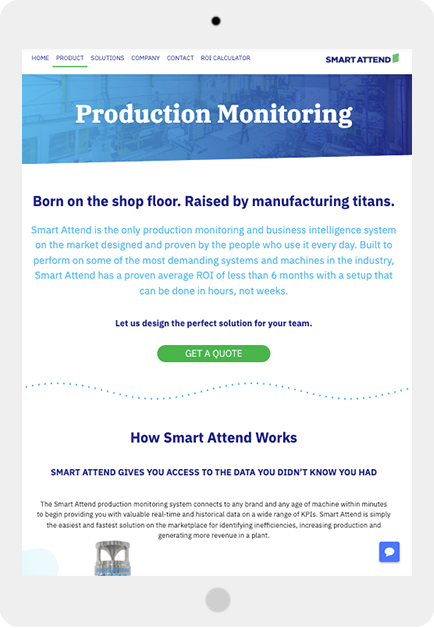 HOME PRODUCT SOLUTIONS COMPANY CONTACT ROI CALCULATOR SMART ATTEND
Production Monitoring
Born on the shop floor. Raised by manufacturing titans.
Smart Attend is the only production monitoring and business intelligence system
on the market designed and proven by the people who use it every day. Built to
perform on some of the most demanding systems and machines in the industry,
Smart Attend has a proven average ROI of less than 6 months with a setup that
can be done in hours, not weeks.
Let us design the perfect solution for your team.
GET A QUOTE
How Smart Attend Works
SMART ATTEND GIVES YOU ACCESS TO THE DATA YOU DIDN'T KNOW YOU HAD
The Smart Attend production monitoring system connects to any brand and any age of machine within minutes
to begin providing you with valuable real-time and historical data on a wide range of KPIs. Smart Attend is simply
the easiest and fastest solution on the marketplace for identifying inefficiencies, increasing production and
generating more revenue in a plant.